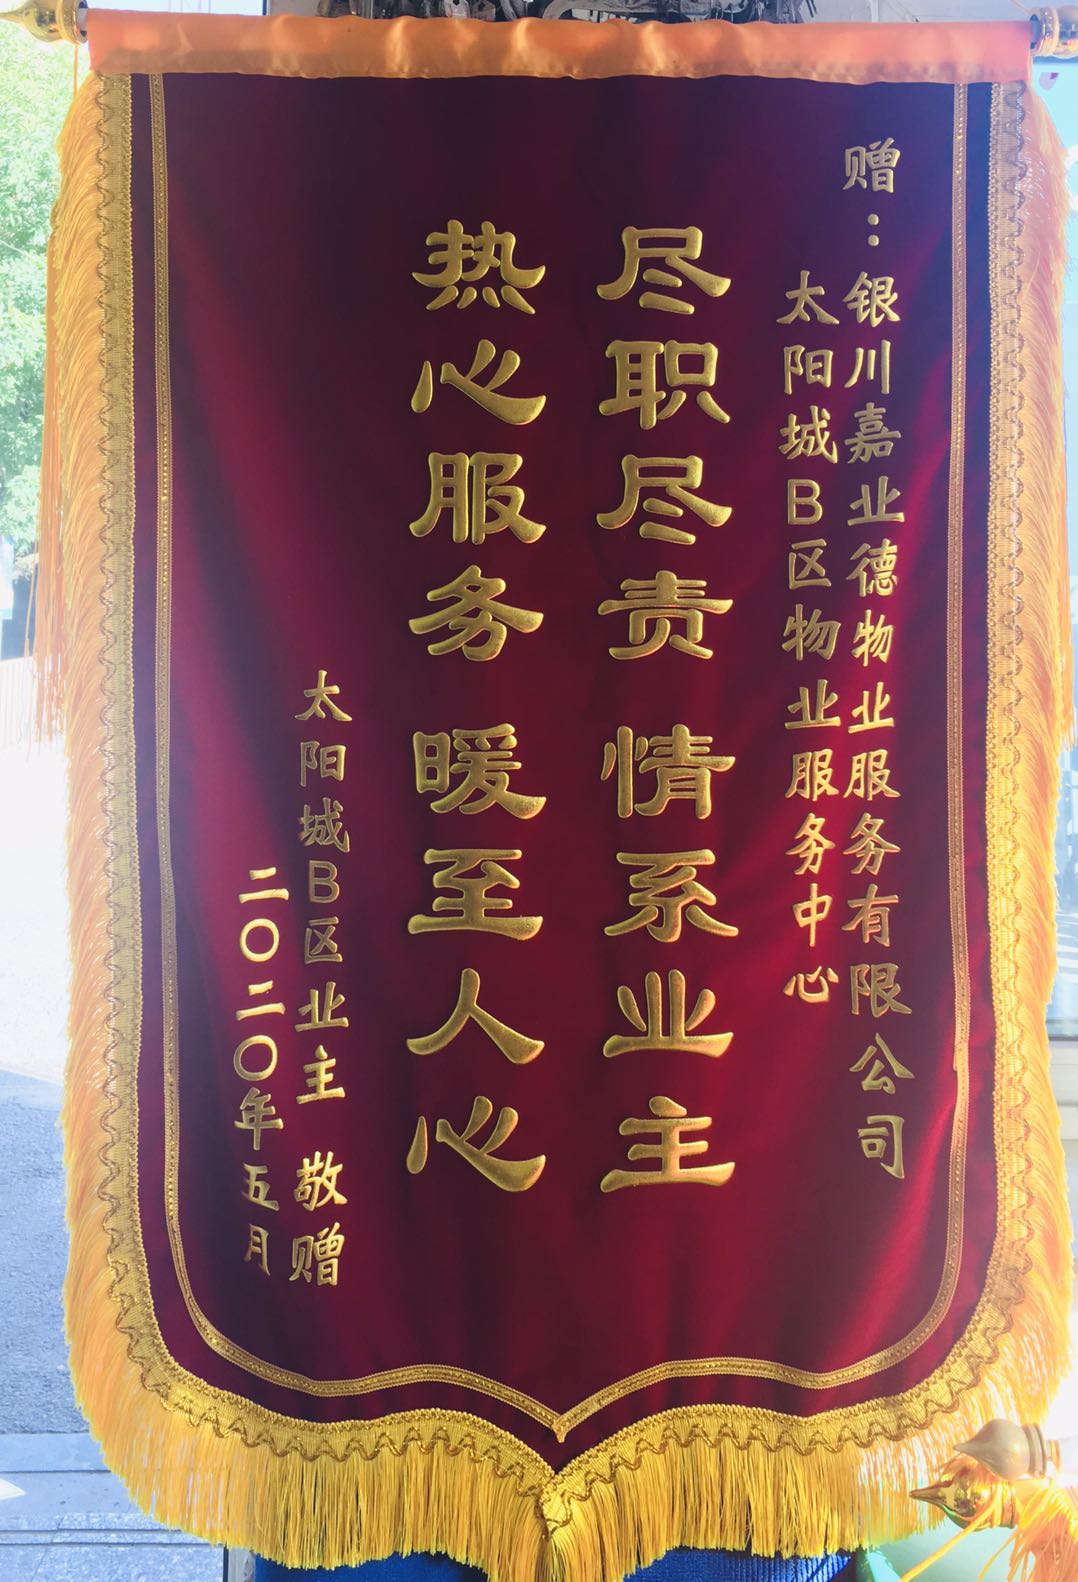 赠：银川嘉业德物业服务有限公司
太阳城B区物业服务中心
尽职尽责 情系业主
热心服务 暖至人心
太阳城B区业主 敬赠
二〇二〇年五月